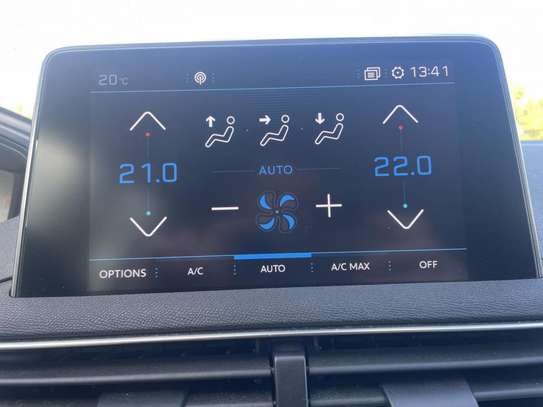 20°C 13:41
21.0 22.0
AUTO
− +
OPTIONS A/C AUTO A/C MAX OFF